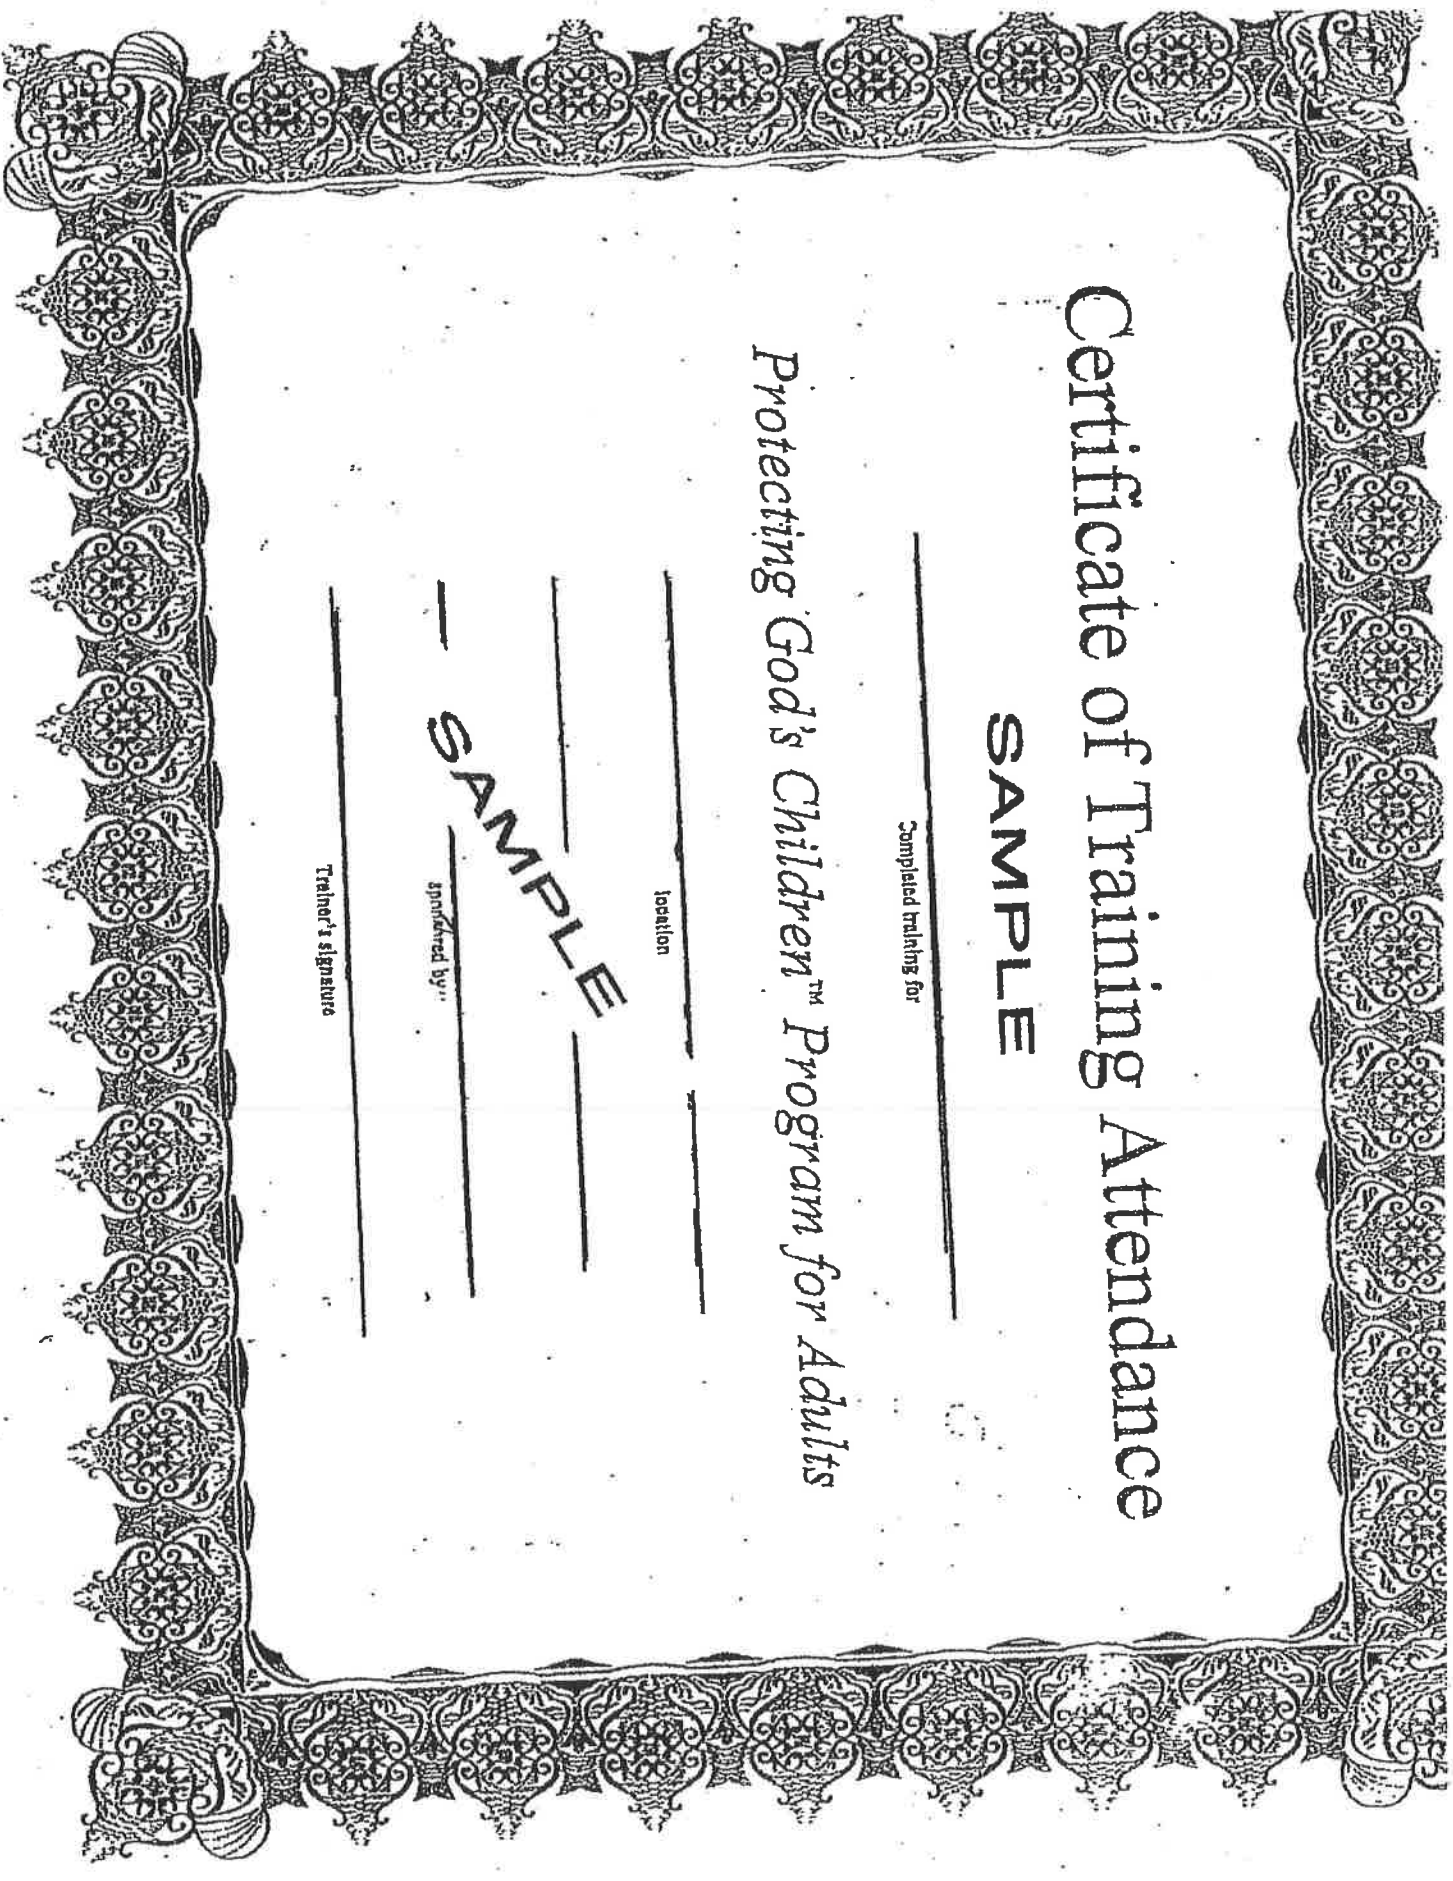 Certificate of Training Attendance
SAMPLE
Completed training for
Protecting God's Children™ Program for Adults
location
SAMPLE
sponsored by
Trainer's signature